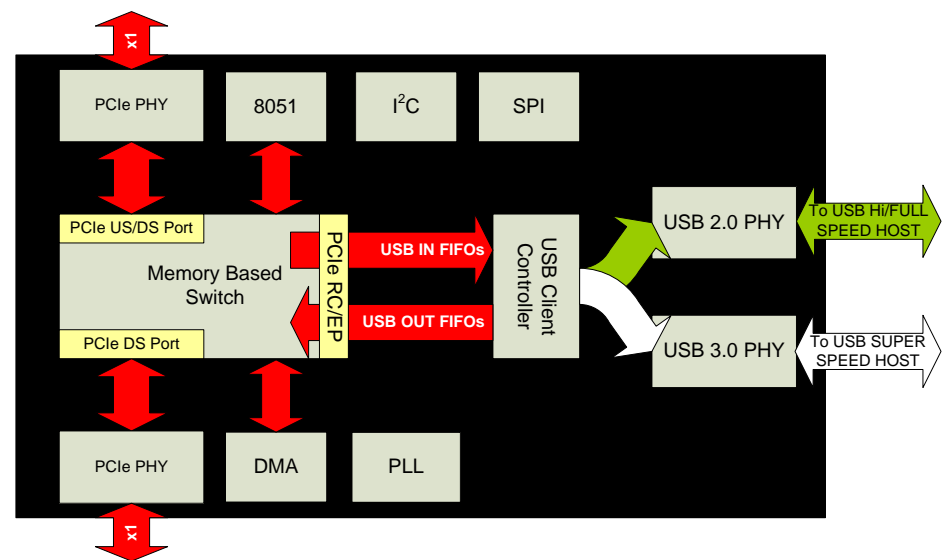 x1
PCIe PHY
8051
I²C
SPI
PCIe US/DS Port
Memory Based
Switch
PCIe DS Port
PCIe RC/EP
USB IN FIFOs
USB OUT FIFOs
USB Client
Controller
USB 2.0 PHY
To USB Hi/FULL
SPEED HOST
USB 3.0 PHY
To USB SUPER
SPEED HOST
PCIe PHY
DMA
PLL
x1